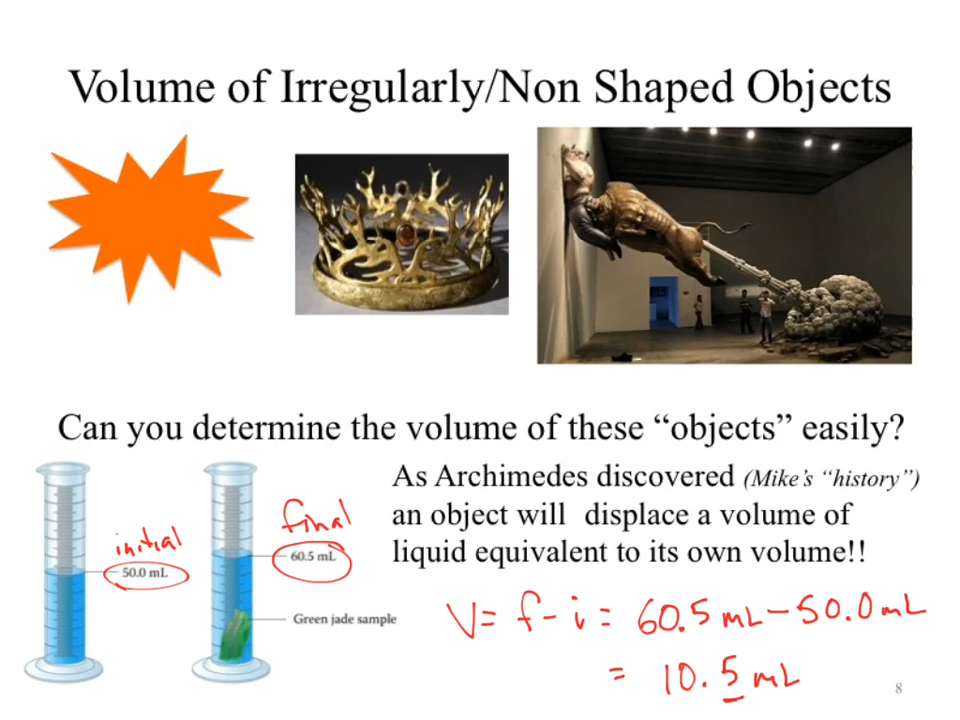 Volume of Irregularly/Non Shaped Objects
Can you determine the volume of these “objects” easily?
As Archimedes discovered (Mike’s “history”)
an object will displace a volume of
liquid equivalent to its own volume!!
initial
50.0 mL
final
60.5 mL
Green jade sample
V = f - i = 60.5 mL - 50.0 mL
= 10.5 mL
8